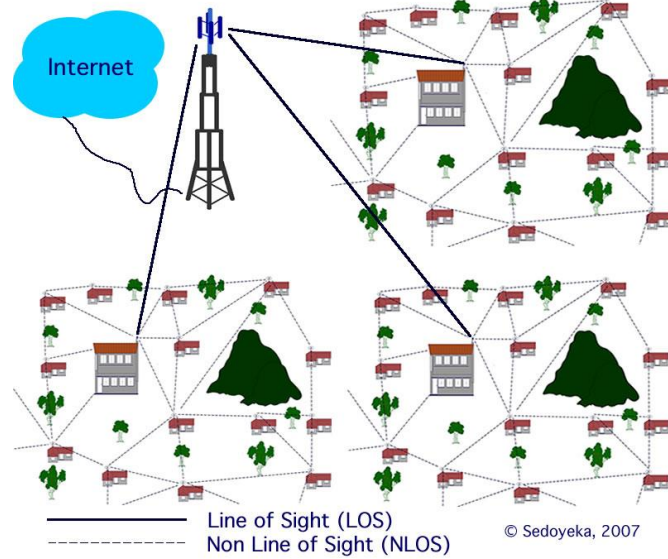 Internet
Line of Sight (LOS)
Non Line of Sight (NLOS)
© Sedoyeka, 2007